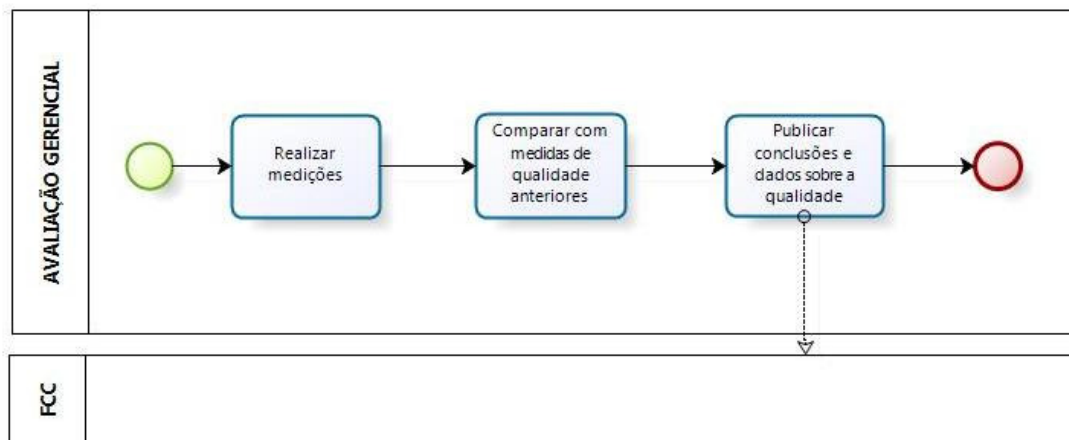 AVALIAÇÃO GERENCIAL
Realizar
medições
Comparar com
medidas de
qualidade
anteriores
Publicar
conclusões e
dados sobre a
qualidade
FCC